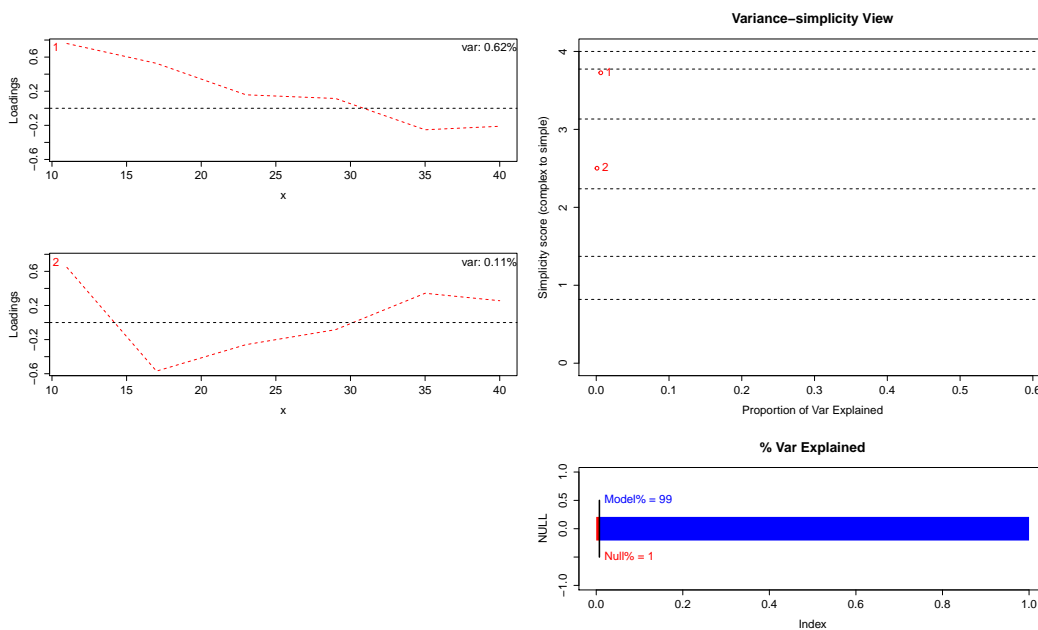 1
var: 0.62%
Loadings
0.6
0.2
−0.2
−0.6
10 15 20 25 30 35 40
x
2
var: 0.11%
Loadings
0.6
0.2
−0.2
−0.6
10 15 20 25 30 35 40
x
Variance−simplicity View
Simplicity score (complex to simple)
4
3
2
1
0
1
2
0.0 0.1 0.2 0.3 0.4 0.5 0.6
Proportion of Var Explained
% Var Explained
NULL
1.0
0.5
0.0
−1.0
Model% = 99
Null% = 1
0.0 0.2 0.4 0.6 0.8 1.0
Index